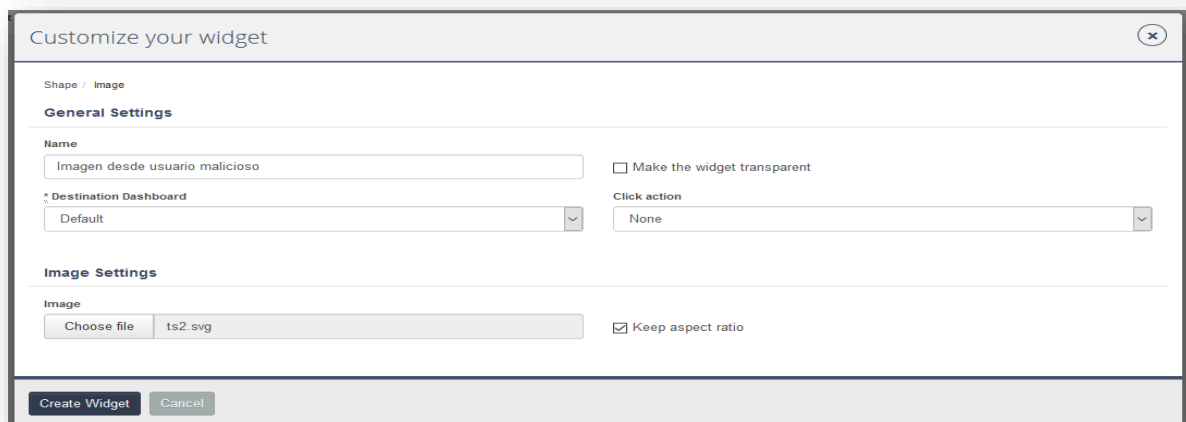 Customize your widget
Shape / Image
General Settings
Name
Imagen desde usuario malicioso
Make the widget transparent
* Destination Dashboard
Click action
Default
None
Image Settings
Image
Choose file ts2.svg
Keep aspect ratio
Create Widget Cancel